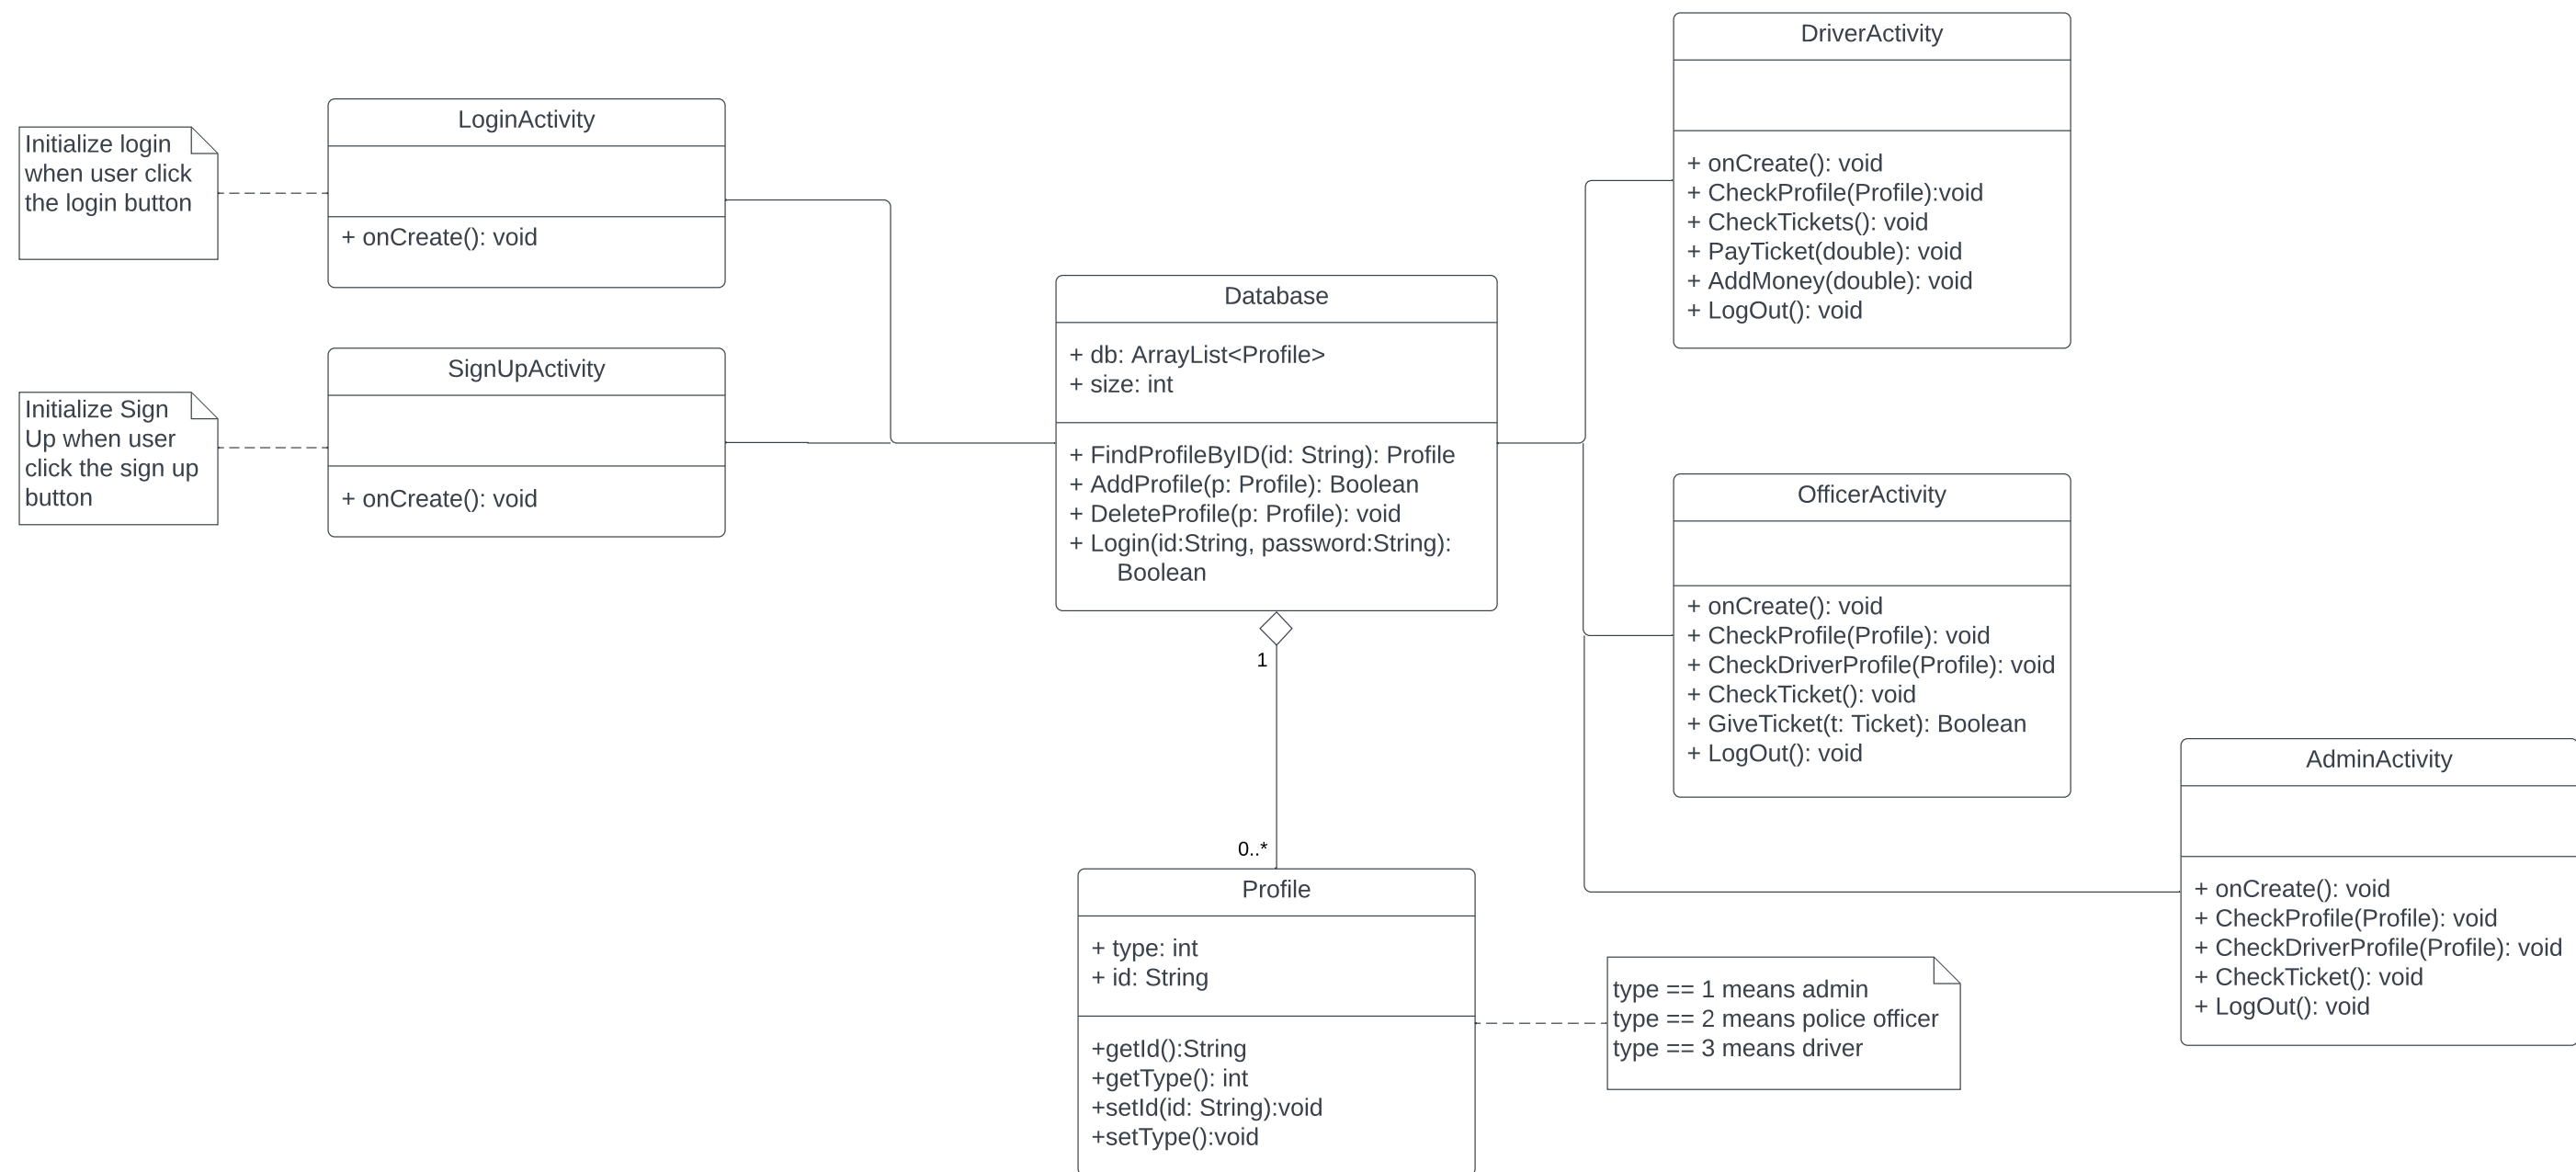 Initialize login
when user click
the login button
LoginActivity
+ onCreate(): void
Initialize Sign
Up when user
click the sign up
button
SignUpActivity
+ onCreate(): void
Database
+ db: ArrayList<Profile>
+ size: int
+ FindProfileByID(id: String): Profile
+ AddProfile(p: Profile): Boolean
+ DeleteProfile(p: Profile): void
+ Login(id:String, password:String):
Boolean
1
0..*
Profile
+ type: int
+ id: String
+getId():String
+getType(): int
+setId(id: String):void
+setType():void
type == 1 means admin
type == 2 means police officer
type == 3 means driver
DriverActivity
+ onCreate(): void
+ CheckProfile(Profile):void
+ CheckTickets(): void
+ PayTicket(double): void
+ AddMoney(double): void
+ LogOut(): void
OfficerActivity
+ onCreate(): void
+ CheckProfile(Profile): void
+ CheckDriverProfile(Profile): void
+ CheckTicket(): void
+ GiveTicket(t: Ticket): Boolean
+ LogOut(): void
AdminActivity
+ onCreate(): void
+ CheckProfile(Profile): void
+ CheckDriverProfile(Profile): void
+ CheckTicket(): void
+ LogOut(): void